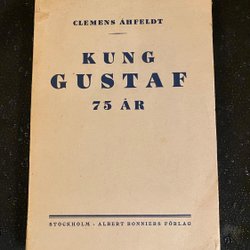 CLEMENS ÅHFELDT
KUNG
GUSTAF
75 ÅR
STOCKHOLM · ALBERT BONNIERS FÖRLAG